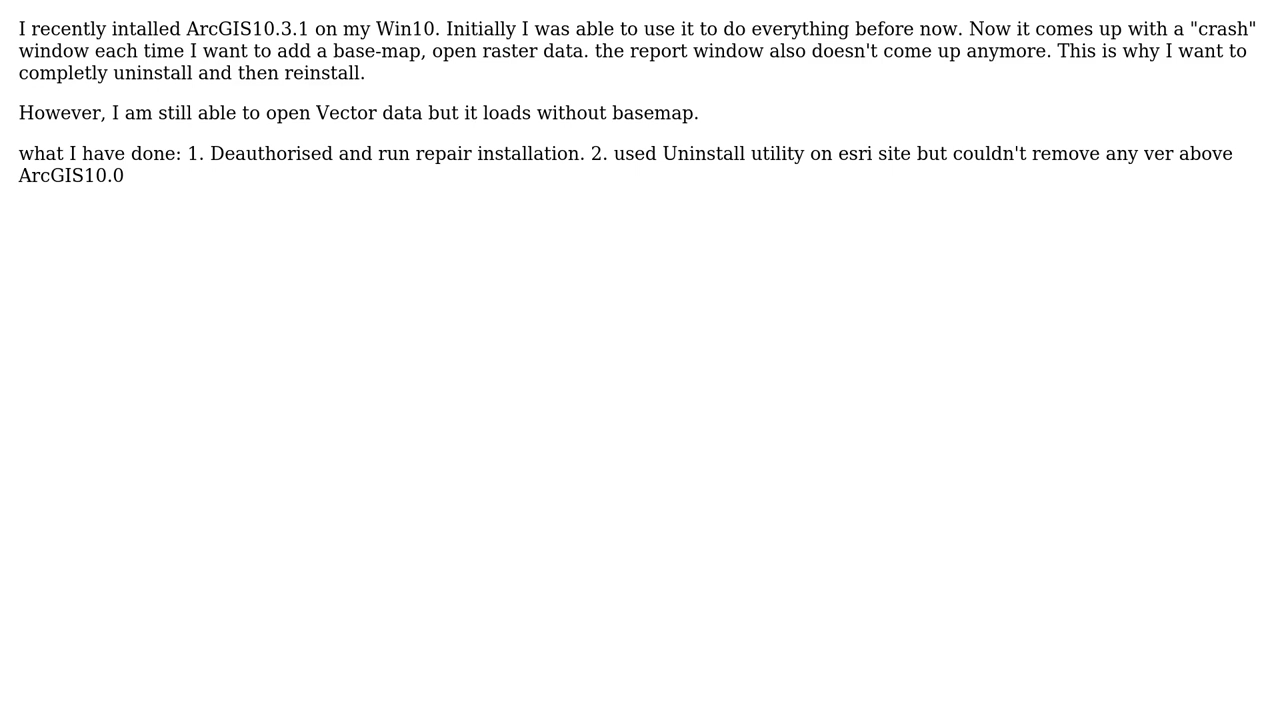 I recently intalled ArcGIS10.3.1 on my Win10. Initially I was able to use it to do everything before now. Now it comes up with a "crash"
window each time I want to add a base-map, open raster data. the report window also doesn't come up anymore. This is why I want to
completly uninstall and then reinstall.
However, I am still able to open Vector data but it loads without basemap.
what I have done: 1. Deauthorised and run repair installation. 2. used Uninstall utility on esri site but couldn't remove any ver above
ArcGIS10.0